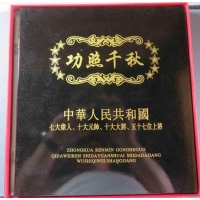 功照千秋
中華人民共和國
七大偉人、十大元帥、十大大將、五十七位上將
ZHONGHUA RENMIN GONGHEGUO
QIDAWEIREN SHIDAYUANSHUAI SHIDADAJIANG
WUSHIQIWEI SHANGJIANG